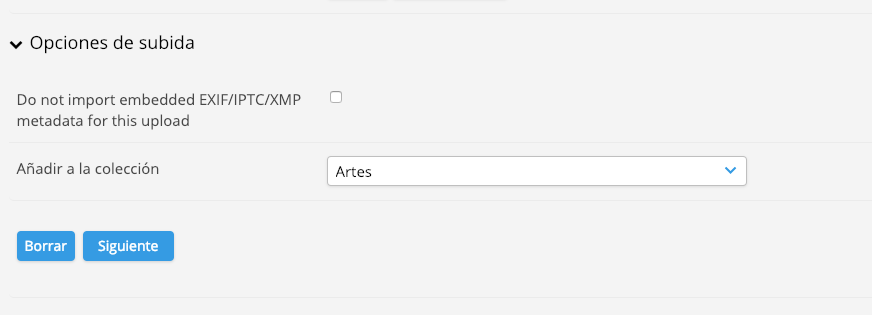 Opciones de subida
Do not import embedded EXIF/IPTC/XMP
metadata for this upload
Añadir a la colección
Artes
Borrar
Siguiente